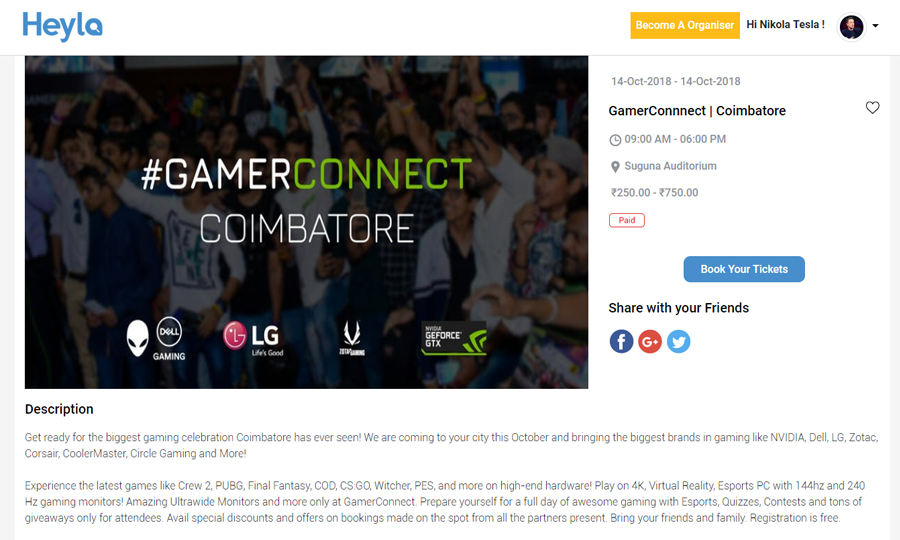 Heyla
Become A Organiser
Hi Nikola Tesla !
14-Oct-2018 - 14-Oct-2018
GamerConnnect | Coimbatore
09:00 AM - 06:00 PM
Suguna Auditorium
₹250.00 - ₹750.00
Paid
Book Your Tickets
Share with your Friends
#GAMERCONNECT
COIMBATORE
DELL
GAMING
LG
Life's Good
ZOTAC GAMING
NVIDIA
GEFORCE
GTX
Description
Get ready for the biggest gaming celebration Coimbatore has ever seen! We are coming to your city this October and bringing the biggest brands in gaming like NVIDIA, Dell, LG, Zotac,
Corsair, CoolerMaster, Circle Gaming and More!
Experience the latest games like Crew 2, PUBG, Final Fantasy, COD, CS:GO, Witcher, PES, and more on high-end hardware! Play on 4K, Virtual Reality, Esports PC with 144hz and 240
Hz gaming monitors! Amazing Ultrawide Monitors and more only at GamerConnect. Prepare yourself for a full day of awesome gaming with Esports, Quizzes, Contests and tons of
giveaways only for attendees. Avail special discounts and offers on bookings made on the spot from all the partners present. Bring your friends and family. Registration is free.